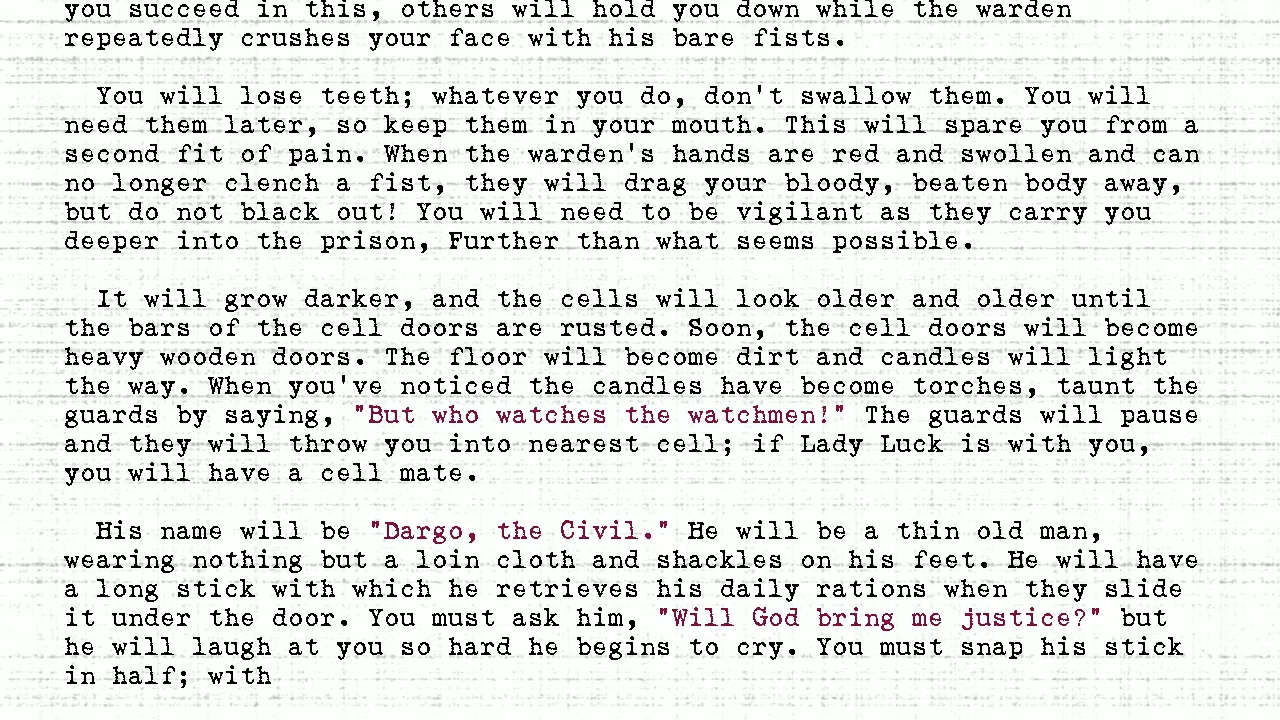 you succeed in this, others will hold you down while the warden
repeatedly crushes your face with his bare fists.
You will lose teeth; whatever you do, don't swallow them. You will
need them later, so keep them in your mouth. This will spare you from a
second fit of pain. When the warden's hands are red and swollen and can
no longer clench a fist, they will drag your bloody, beaten body away,
but do not black out! You will need to be vigilant as they carry you
deeper into the prison, Further than what seems possible.
It will grow darker, and the cells will look older and older until
the bars of the cell doors are rusted. Soon, the cell doors will become
heavy wooden doors. The floor will become dirt and candles will light
the way. When you've noticed the candles have become torches, taunt the
guards by saying, "But who watches the watchmen!" The guards will pause
and they will throw you into nearest cell; if Lady Luck is with you,
you will have a cell mate.
His name will be "Dargo, the Civil." He will be a thin old man,
wearing nothing but a loin cloth and shackles on his feet. He will have
a long stick with which he retrieves his daily rations when they slide
it under the door. You must ask him, "Will God bring me justice?" but
he will laugh at you so hard he begins to cry. You must snap his stick
in half; with